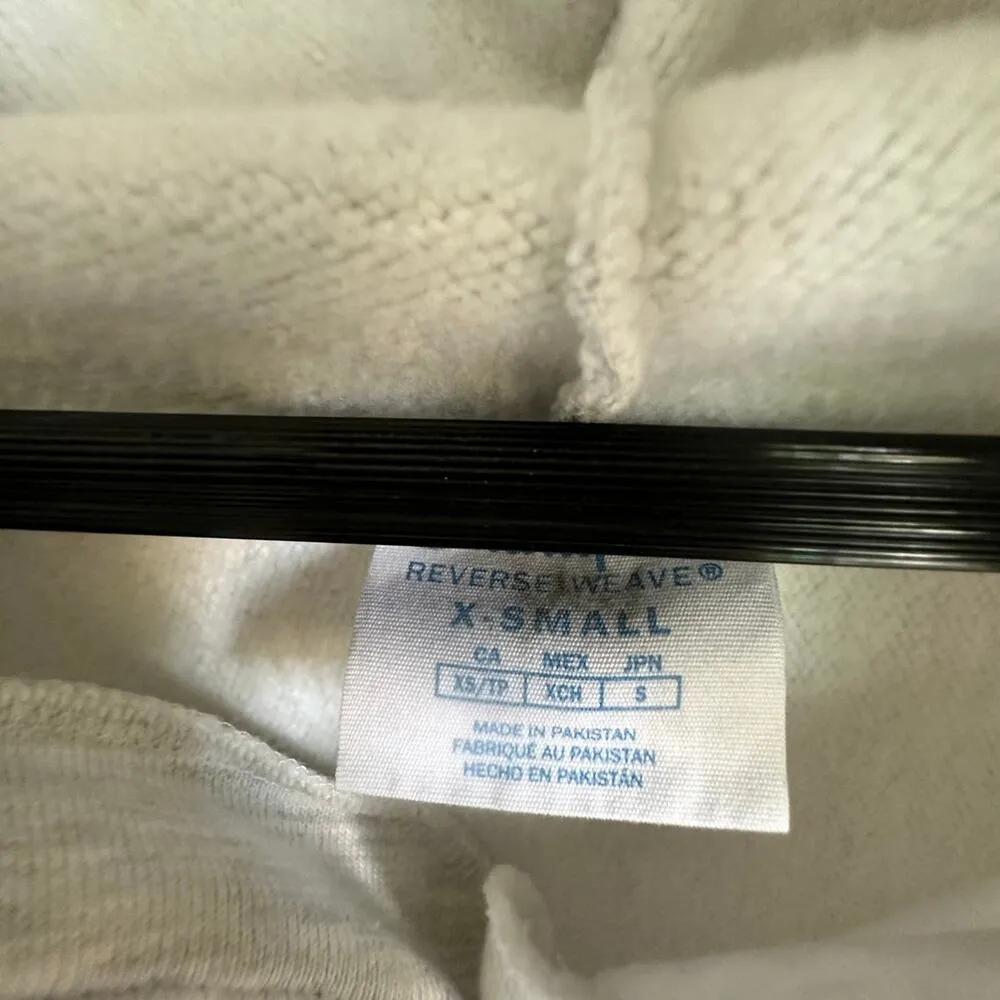 REVERSE WEAVE®
X-SMALL
CA MEX JPN
XS/TP XCH S
MADE IN PAKISTAN
FABRIQUÉ AU PAKISTAN
HECHO EN PAKISTÁN